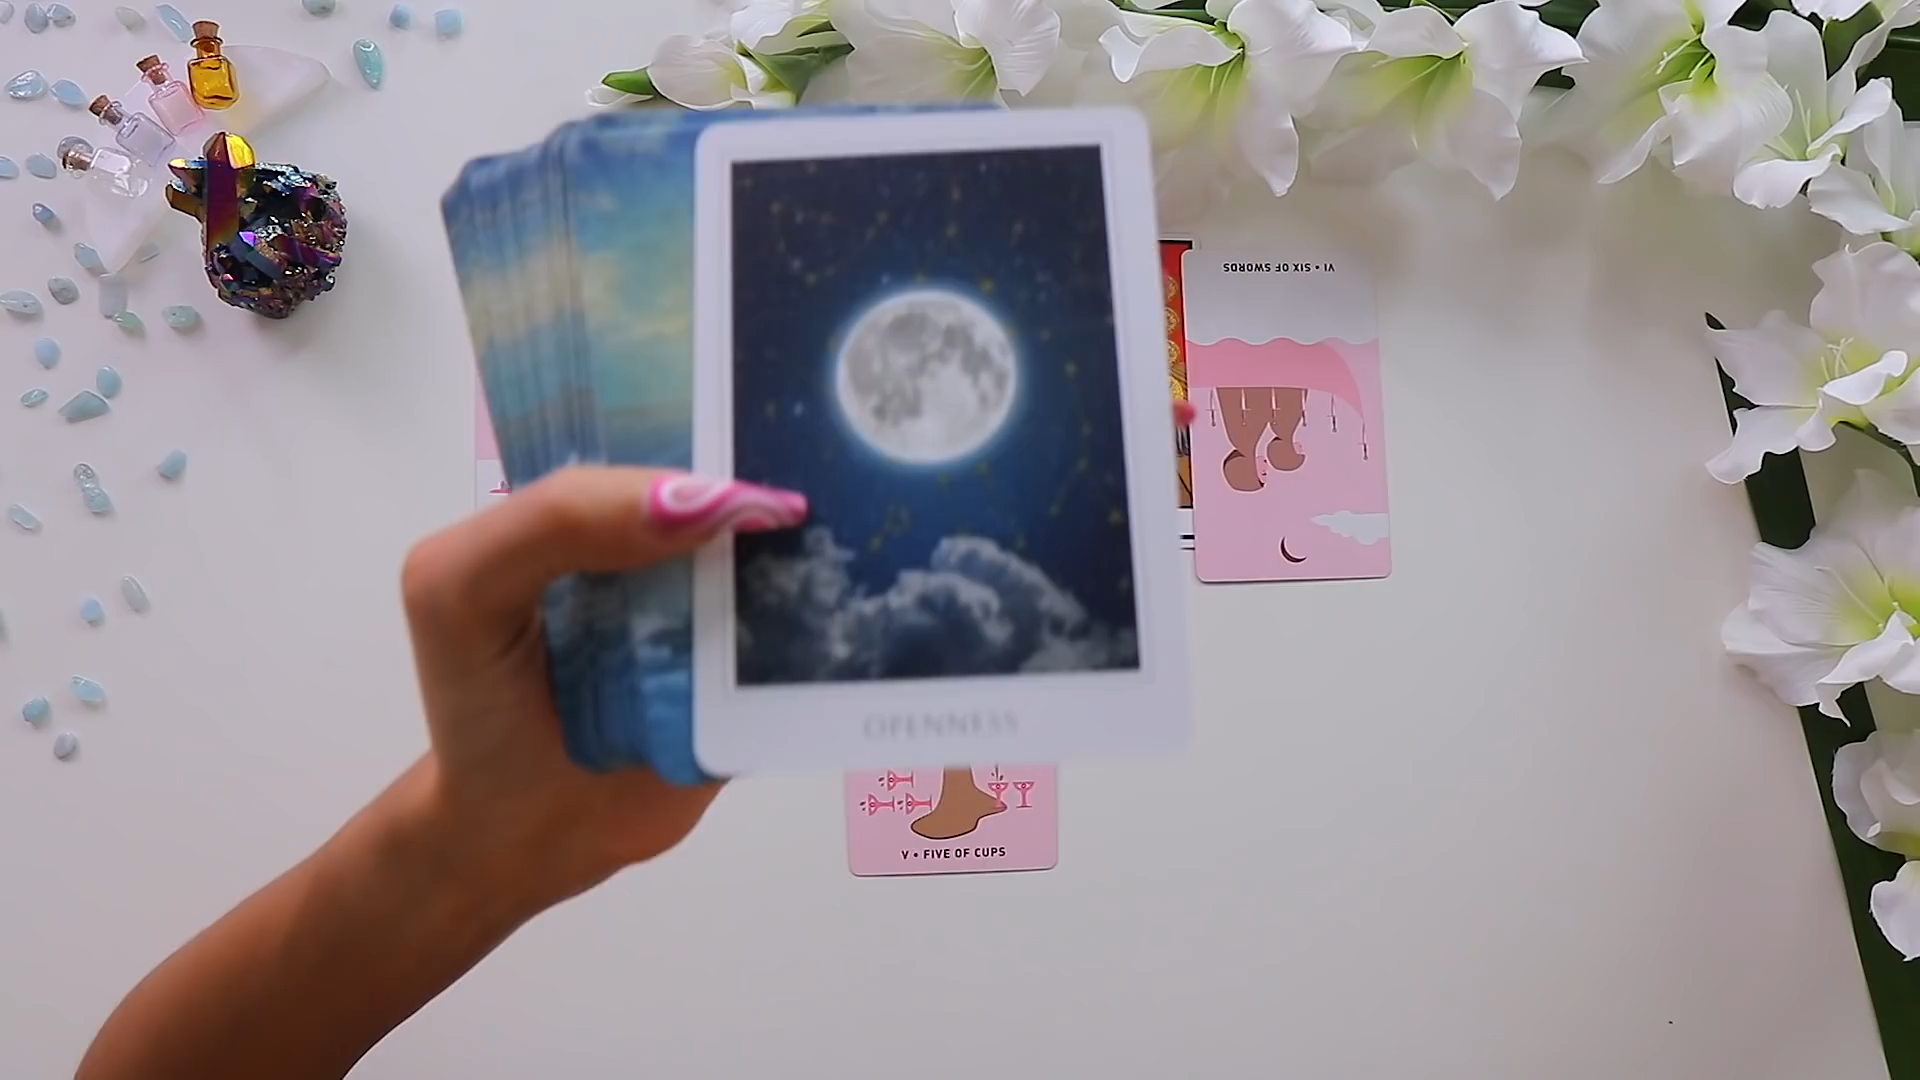 VI • SIX OF SWORDS
OPENNESS
V • FIVE OF CUPS